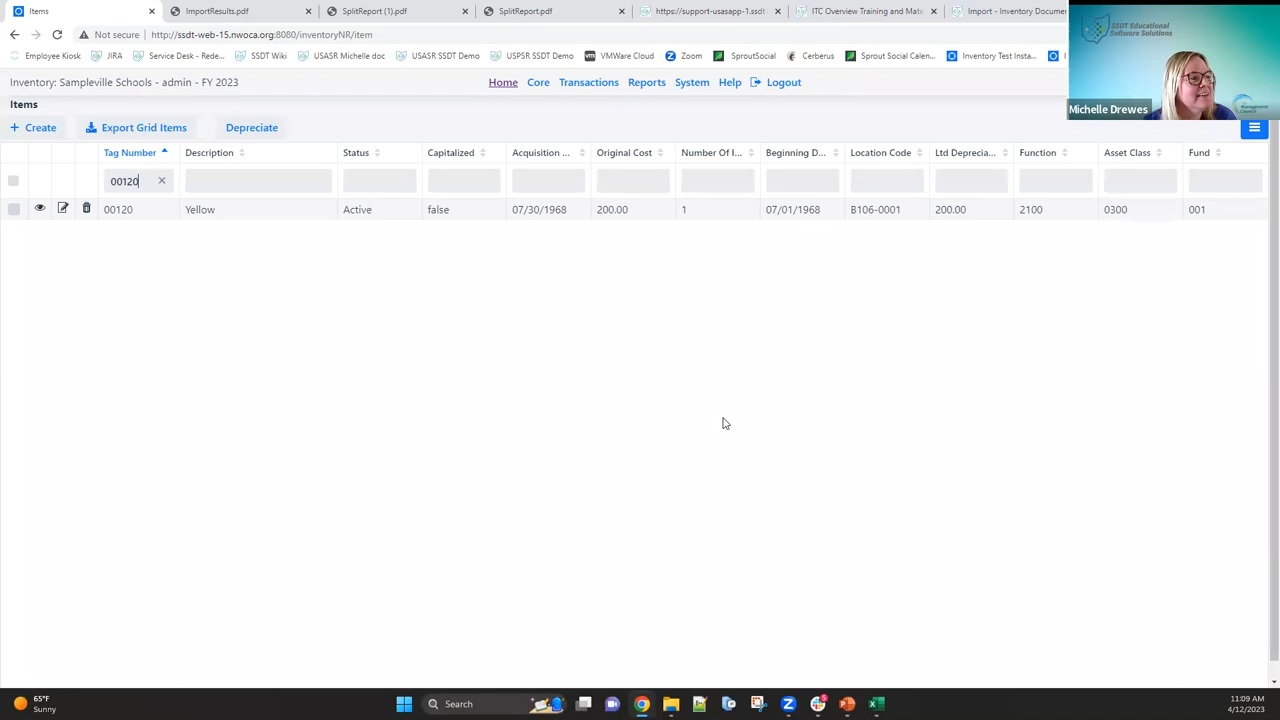 Items
ImportResults.pdf
SplitReport (1).pdf
SplitReport.pdf
https://support-usasapp-1.ssdt
ITC Overview Training and Mate
Import - Inventory Documen
Not secure | http://ssdt-web-15.nwoca.org:8080/inventoryNR/item
Employee Kiosk JIRA Service Desk - Rede... SSDT Wiki USASR Michelle doc USASR SSDT Demo USPSR SSDT Demo VMWare Cloud Zoom SproutSocial Cerberus Sprout Social Calen... Inventory Test Insta...
SSDT Educational
Software Solutions
Michelle Drewes
Management
Council
Inventory: Sampleville Schools - admin - FY 2023 Home Core Transactions Reports System Help Logout
Items
+ Create Export Grid Items Depreciate
Tag Number Description Status Capitalized Acquisition ... Original Cost Number Of I... Beginning D... Location Code Ltd Deprecia... Function Asset Class Fund
00120
00120 Yellow Active false 07/30/1968 200.00 1 07/01/1968 B106-0001 200.00 2100 0300 001
65°F
Sunny
Search
11:09 AM
4/12/2023